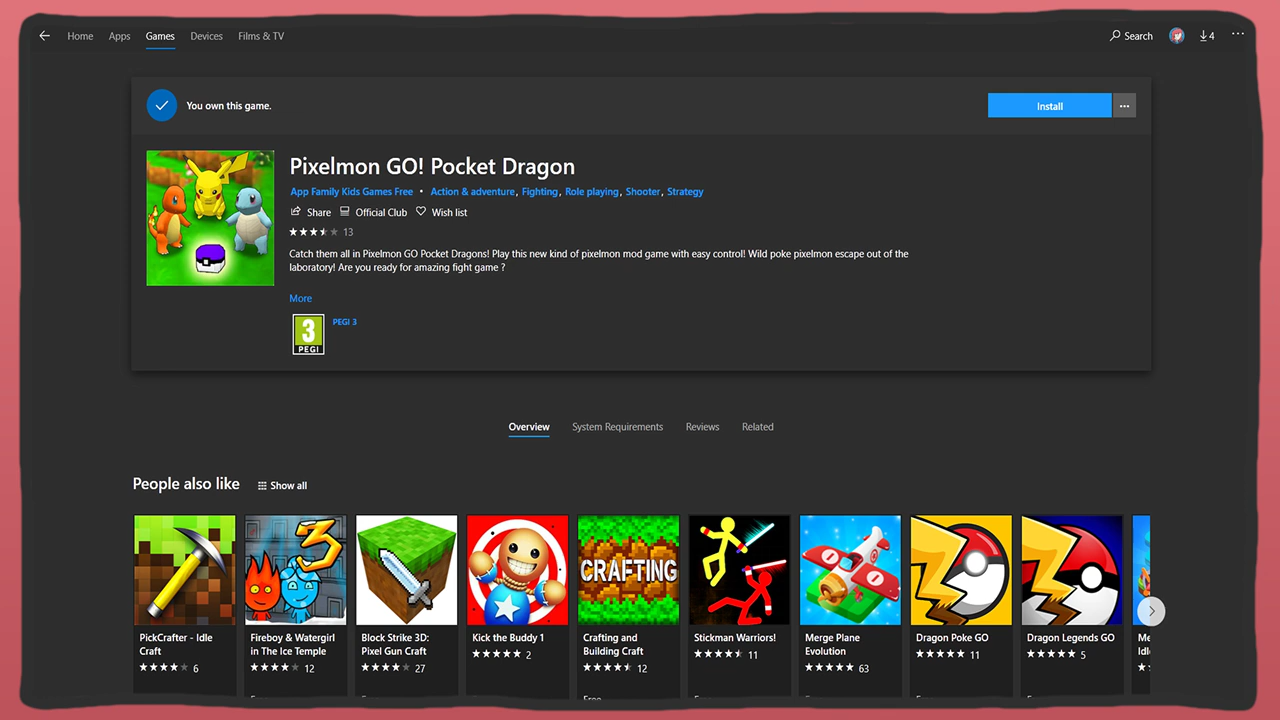 Home Apps Games Devices Films & TV Search 4
You own this game.
Install
Pixelmon GO! Pocket Dragon
App Family Kids Games Free • Action & adventure, Fighting, Role playing, Shooter, Strategy
Share Official Club Wish list
13
Catch them all in Pixelmon GO Pocket Dragons! Play this new kind of pixelmon mod game with easy control! Wild poke pixelmon escape out of the
laboratory! Are you ready for amazing fight game ?
More
3
PEGI
PEGI 3
Overview System Requirements Reviews Related
People also like Show all
3
CRAFTING
PickCrafter - Idle
Craft
6
Fireboy & Watergirl
in The Ice Temple
12
Block Strike 3D:
Pixel Gun Craft
27
Kick the Buddy 1
2
Crafting and
Building Craft
12
Free
Stickman Warriors!
11
Merge Plane
Evolution
63
Dragon Poke GO
11
Dragon Legends GO
5